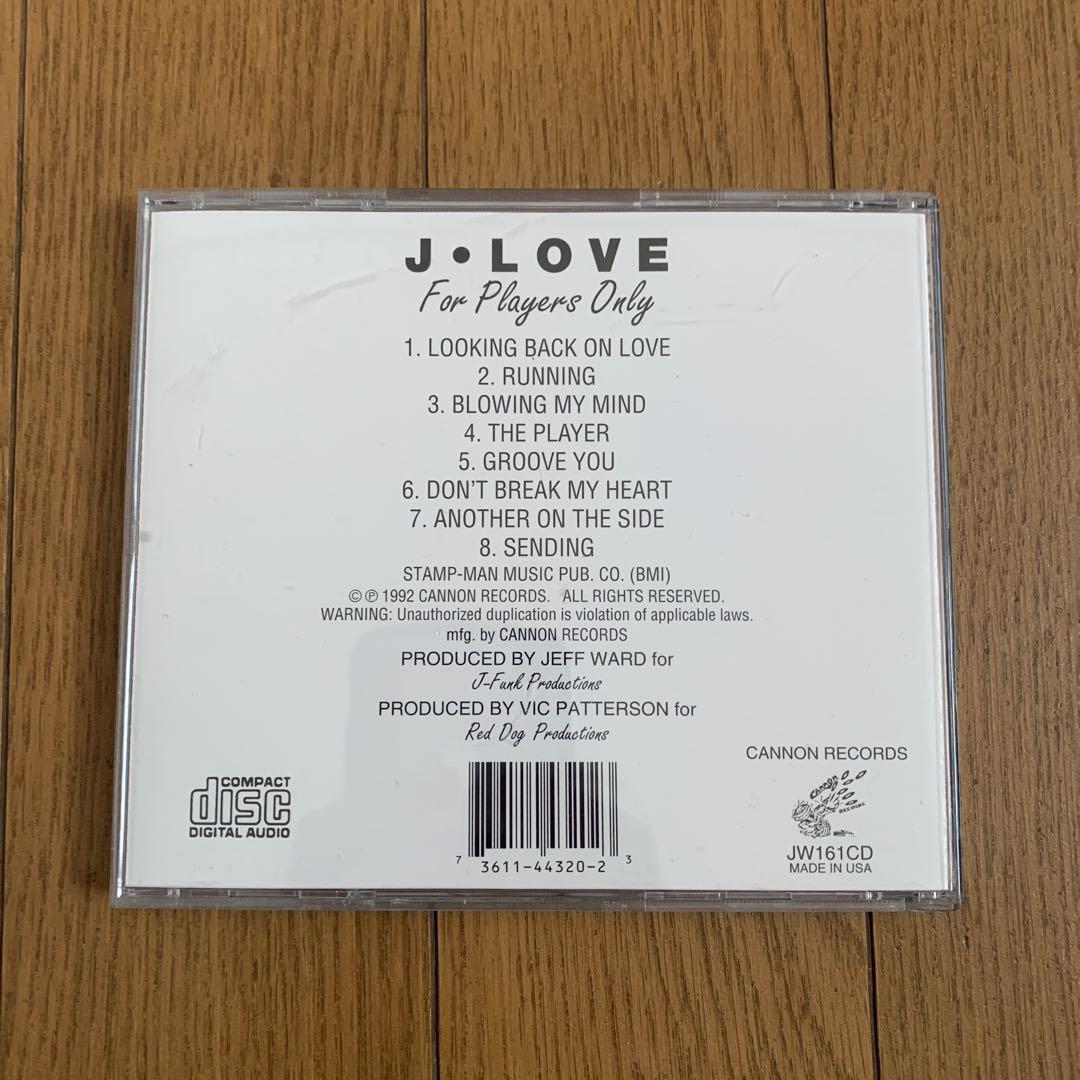 J•LOVE
For Players Only
1. LOOKING BACK ON LOVE
2. RUNNING
3. BLOWING MY MIND
4. THE PLAYER
5. GROOVE YOU
6. DON'T BREAK MY HEART
7. ANOTHER ON THE SIDE
8. SENDING
STAMP-MAN MUSIC PUB. CO. (BMI)
© ℗ 1992 CANNON RECORDS. ALL RIGHTS RESERVED.
WARNING: Unauthorized duplication is violation of applicable laws.
mfg. by CANNON RECORDS
PRODUCED BY JEFF WARD for
J-Funk Productions
PRODUCED BY VIC PATTERSON for
Red Dog Productions
COMPACT
disc
DIGITAL AUDIO
7 3611-44320-2 3
CANNON RECORDS
CANNON
RECORDS
JW161CD
MADE IN USA